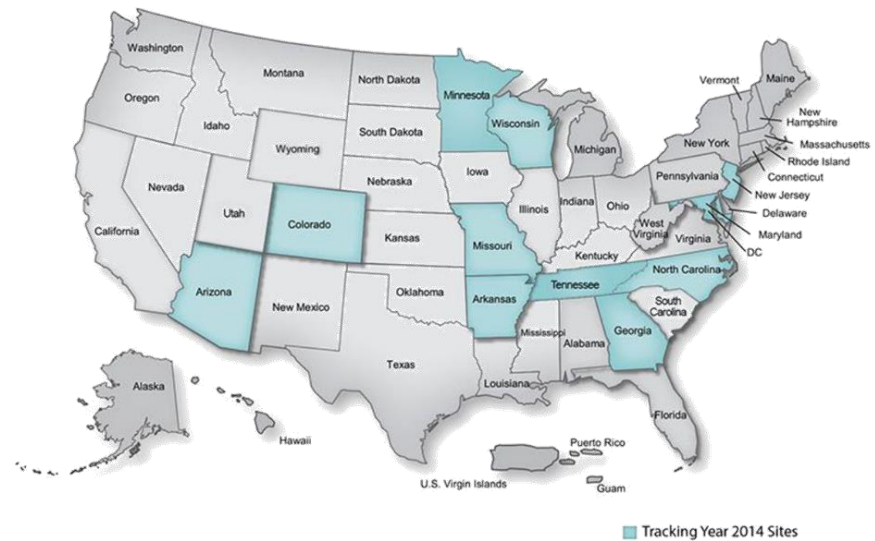 Washington
Montana
North Dakota
Minnesota
Vermont
Maine
Oregon
Idaho
South Dakota
Wisconsin
New
Hampshire
Massachusetts
Rhode Island
Connecticut
Wyoming
Michigan
New York
Pennsylvania
New Jersey
Delaware
Maryland
DC
Nevada
Utah
Colorado
Nebraska
Iowa
Illinois
Indiana
Ohio
West
Virginia
Virginia
California
Kansas
Missouri
Kentucky
Arizona
New Mexico
Oklahoma
Arkansas
Tennessee
North Carolina
South
Carolina
Mississippi
Alabama
Georgia
Texas
Louisiana
Florida
Alaska
Hawaii
Puerto Rico
U.S. Virgin Islands
Guam
Tracking Year 2014 Sites